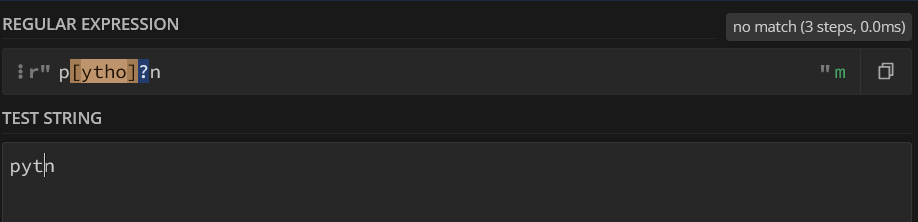 REGULAR EXPRESSION
no match (3 steps, 0.0ms)
r" p[ytho]?n " m
TEST STRING
pytn